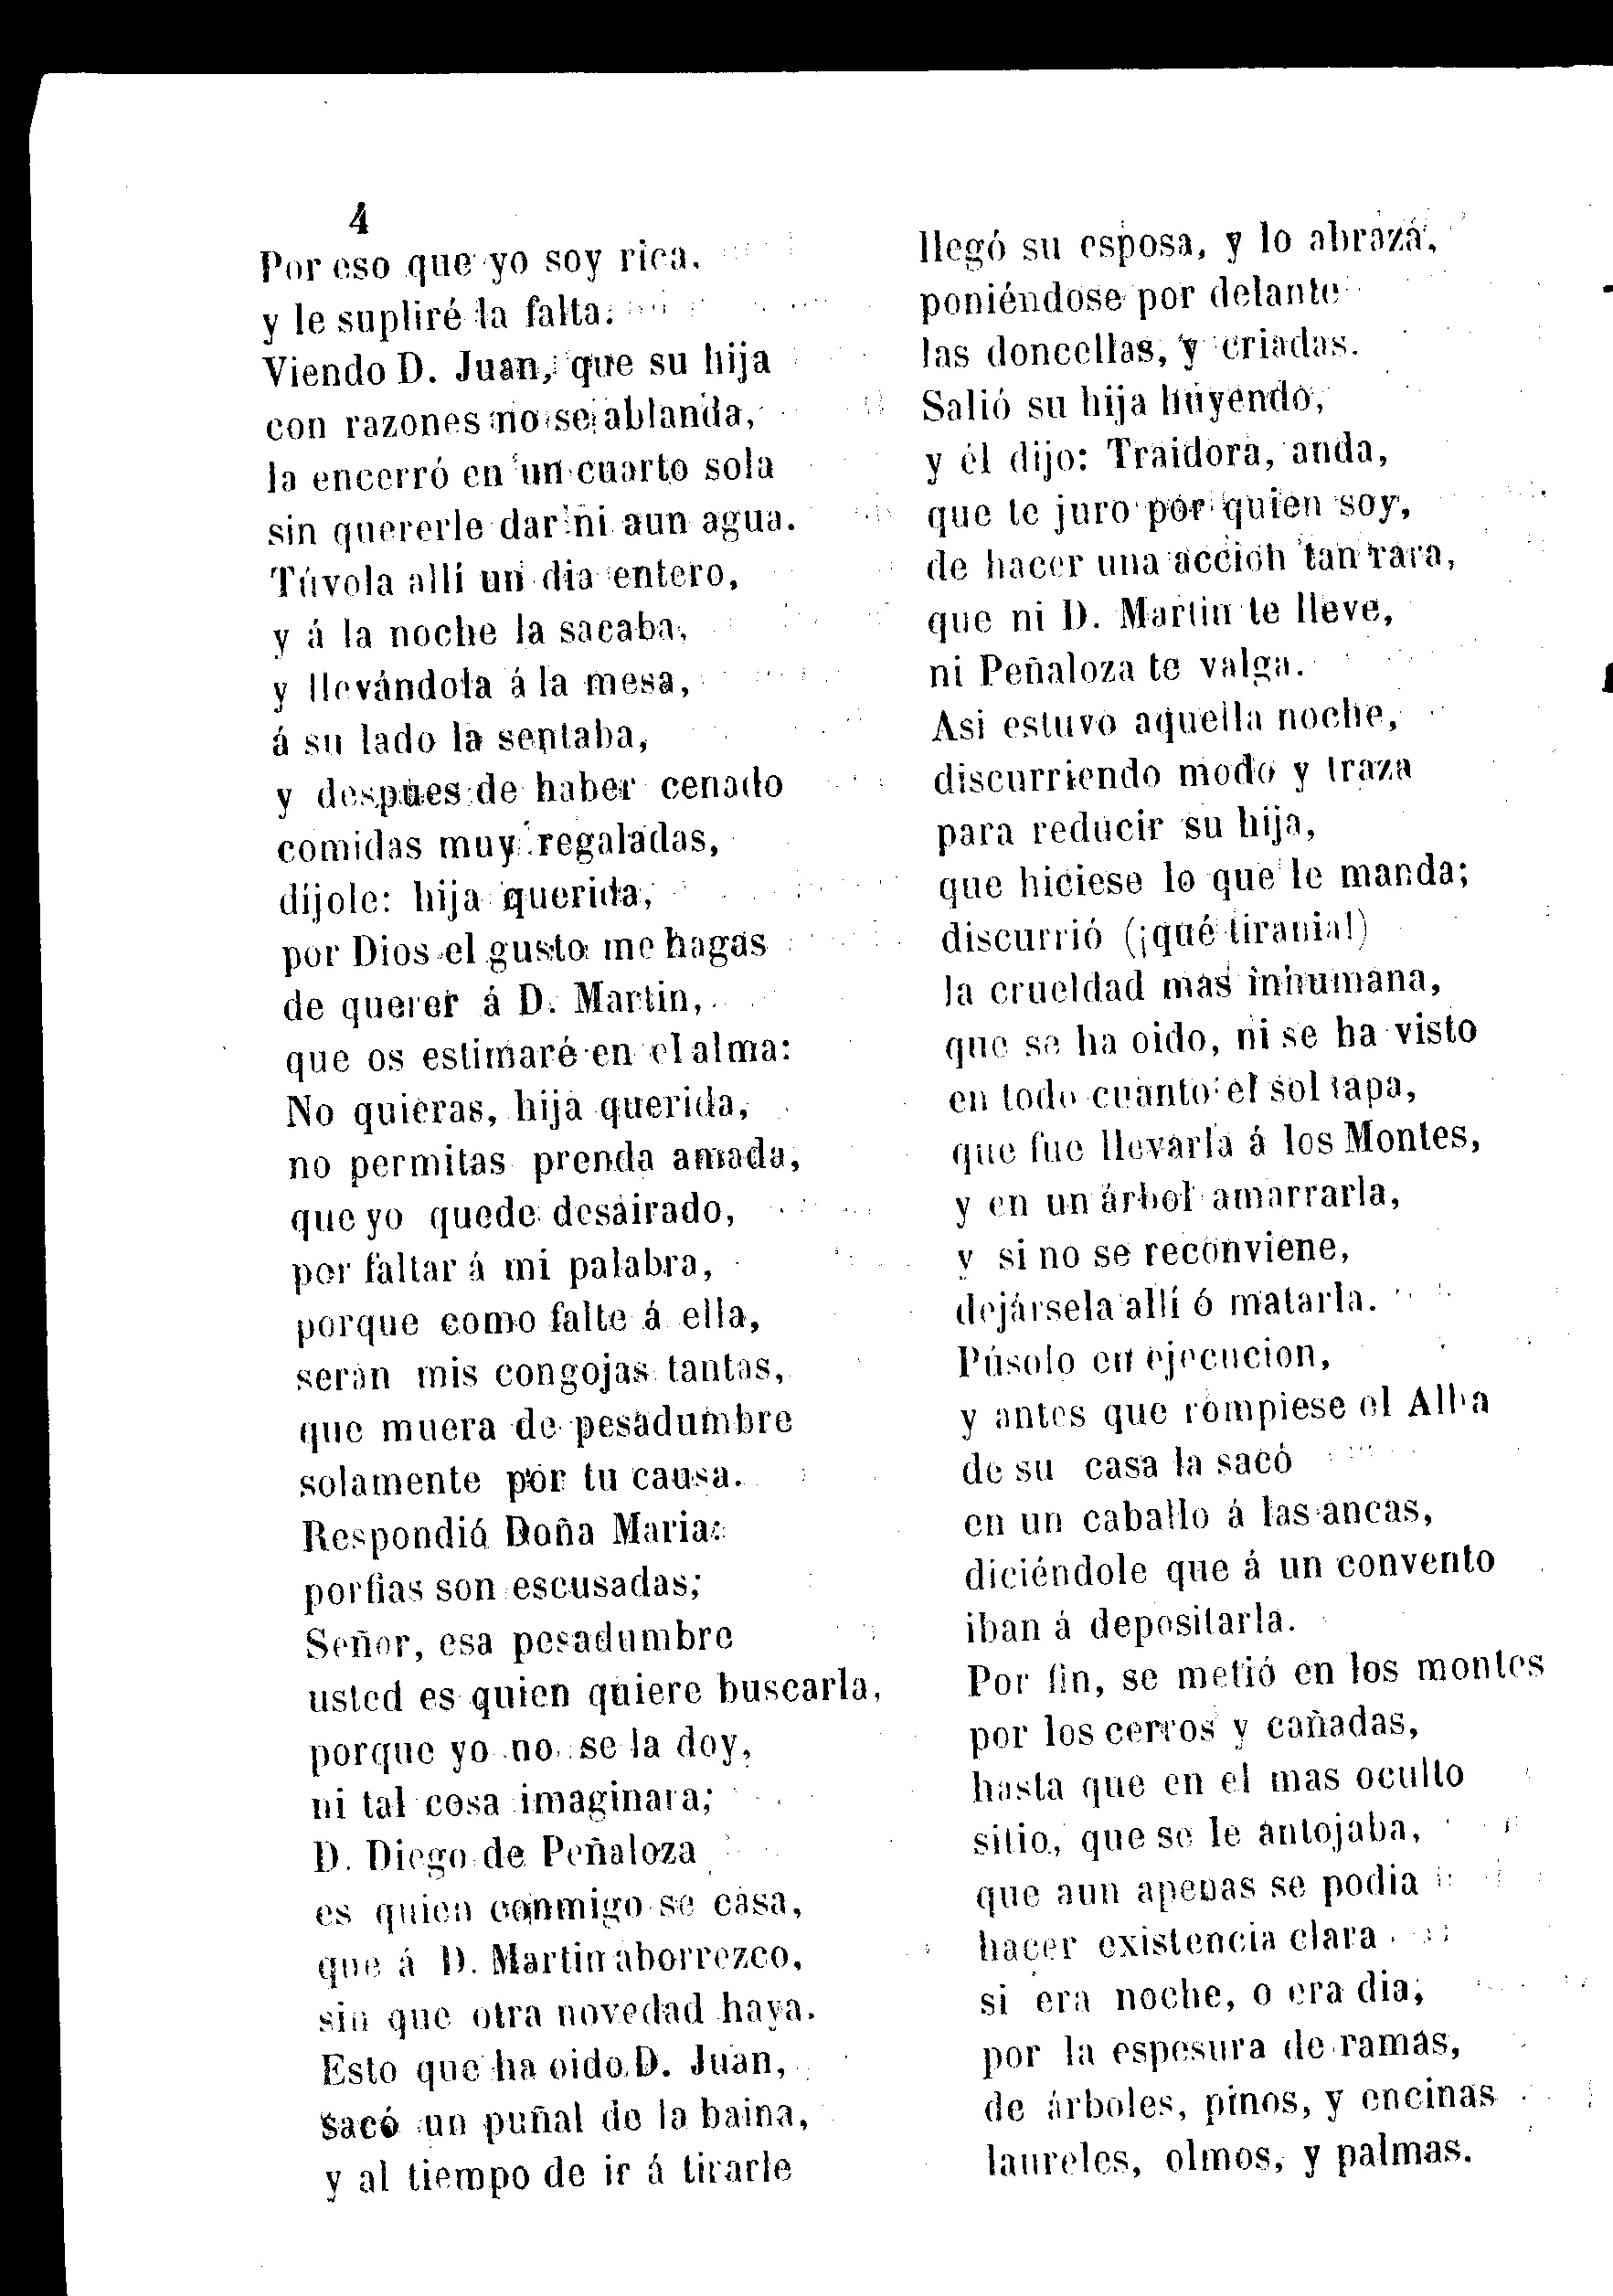 4
Por eso que yo soy rica,
y le supliré la falta.
Viendo D. Juan, que su hija
con razones no se ablanda,
la encerró en un cuarto sola
sin quererle dar ni aun agua.
Túvola alli un dia entero,
y á la noche la sacaba,
y llevándola á la mesa,
á su lado la sentaba,
y despues de haber cenado
comidas muy regaladas,
dijole: hija querida,
por Dios el gusto me hagas
de querer á D. Martin,
que os estimaré en el alma:
No quieras, hija querida,
no permitas prenda amada,
que yo quede desairado,
por faltar á mi palabra,
porque como falte á ella,
serán mis congojas tantas,
que muera de pesadumbre
solamente por tu causa.
Respondió Doña Maria:
porfias son escusadas;
Señor, esa pesadumbre
usted es quien quiere buscarla,
porque yo no se la doy,
ni tal cosa imaginara;
D. Diego de Peñaloza
es quien conmigo se casa,
que á D. Martin aborrezco,
sin que otra novedad haya.
Esto que ha oido D. Juan,
sacó un puñal de la baina,
y al tiempo de ir á tirarle
llegó su esposa, y lo abraza,
poniéndose por delante
las doncellas, y criadas.
Salió su hija huyendo,
y él dijo: Traidora, anda,
que te juro por quien soy,
de hacer una accion tan rara,
que ni D. Martin te lleve,
ni Peñaloza te valga.
Asi estuvo aquella noche,
discurriendo modo y traza
para reducir su hija,
que hiciese lo que le manda;
discurrió (¡qué tirania!)
la crueldad mas inhumana,
que se ha oido, ni se ha visto
en todo cuanto el sol tapa,
que fue llevarla á los Montes,
y en un árbol amarrarla,
y si no se reconviene,
dejársela allí ó matarla.
Púsolo en ejecucion,
y antes que rompiese el Alba
de su casa la sacó
en un caballo á las ancas,
diciéndole que á un convento
iban á depositarla.
Por fin, se metió en los montes
por los cerros y cañadas,
hasta que en el mas oculto
sitio, que se le antojaba,
que aun apenas se podia
hacer existencia clara
si era noche, o era dia,
por la espesura de ramas,
de árboles, pinos, y encinas
laureles, olmos, y palmas.